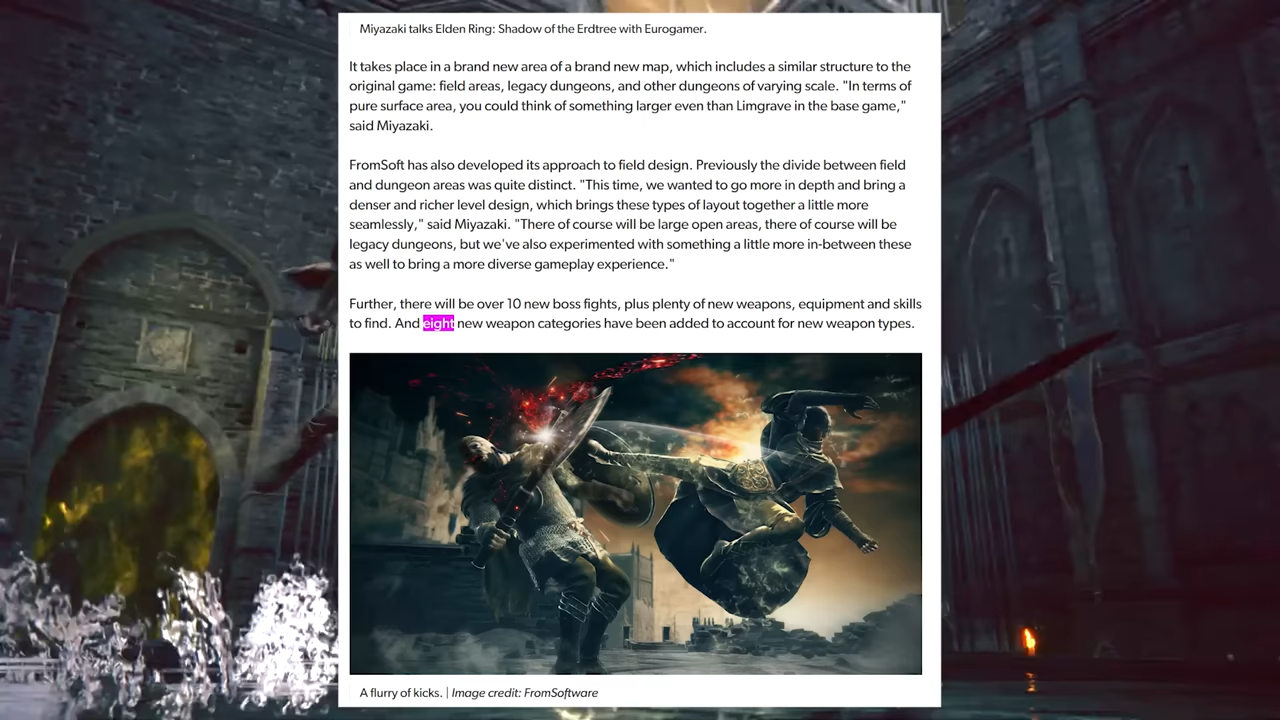 Miyazaki talks Elden Ring: Shadow of the Erdtree with Eurogamer.
It takes place in a brand new area of a brand new map, which includes a similar structure to the
original game: field areas, legacy dungeons, and other dungeons of varying scale. "In terms of
pure surface area, you could think of something larger even than Limgrave in the base game,"
said Miyazaki.
FromSoft has also developed its approach to field design. Previously the divide between field
and dungeon areas was quite distinct. "This time, we wanted to go more in depth and bring a
denser and richer level design, which brings these types of layout together a little more
seamlessly," said Miyazaki. "There of course will be large open areas, there of course will be
legacy dungeons, but we've also experimented with something a little more in-between these
as well to bring a more diverse gameplay experience."
Further, there will be over 10 new boss fights, plus plenty of new weapons, equipment and skills
to find. And eight new weapon categories have been added to account for new weapon types.
A flurry of kicks. | Image credit: FromSoftware